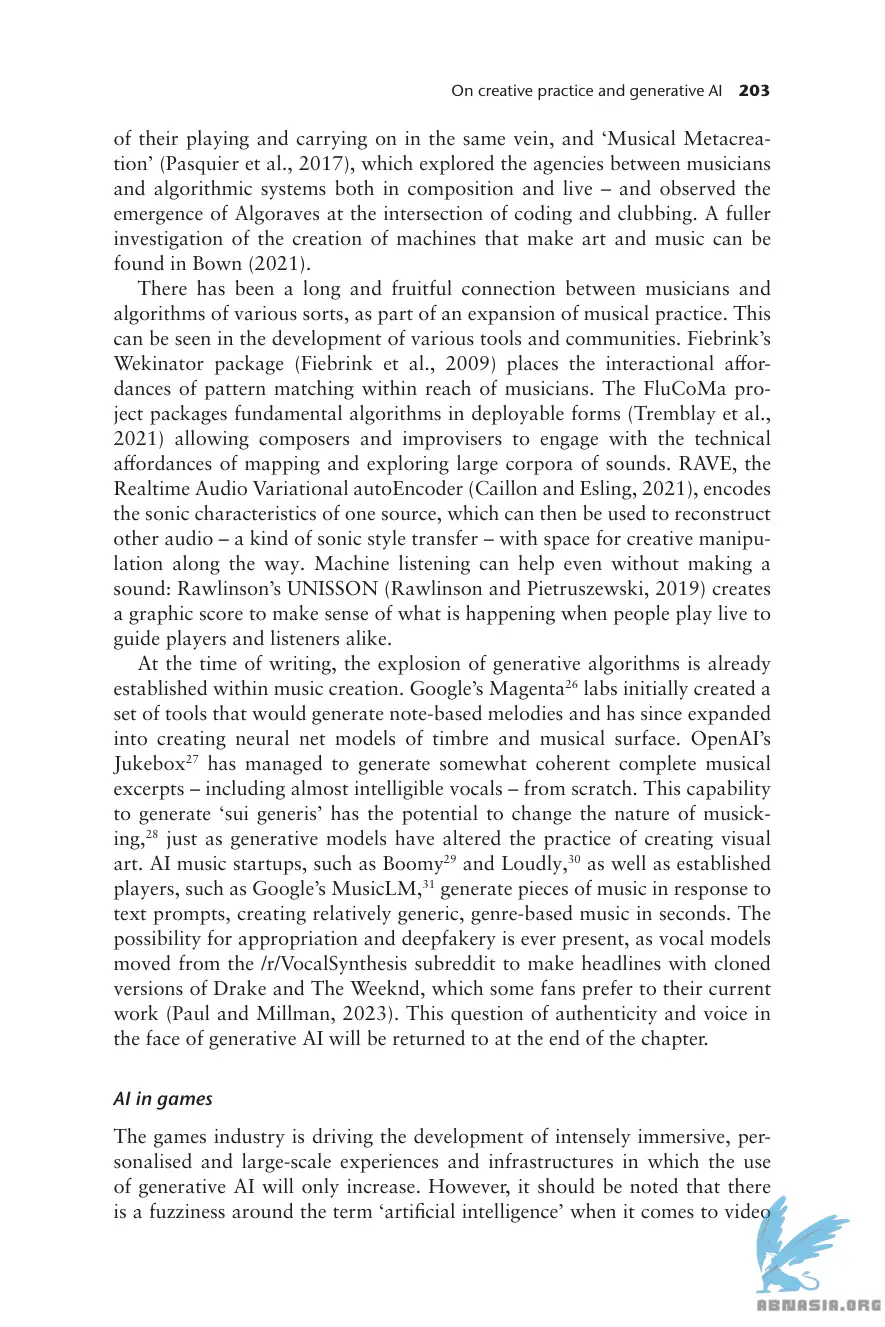 On creative practice and generative AI 203
of their playing and carrying on in the same vein, and ‘Musical Metacrea-
tion’ (Pasquier et al., 2017), which explored the agencies between musicians
and algorithmic systems both in composition and live – and observed the
emergence of Algoraves at the intersection of coding and clubbing. A fuller
investigation of the creation of machines that make art and music can be
found in Bown (2021).
There has been a long and fruitful connection between musicians and
algorithms of various sorts, as part of an expansion of musical practice. This
can be seen in the development of various tools and communities. Fiebrink’s
Wekinator package (Fiebrink et al., 2009) places the interactional affor-
dances of pattern matching within reach of musicians. The FluCoMa pro-
ject packages fundamental algorithms in deployable forms (Tremblay et al.,
2021) allowing composers and improvisers to engage with the technical
affordances of mapping and exploring large corpora of sounds. RAVE, the
Realtime Audio Variational autoEncoder (Caillon and Esling, 2021), encodes
the sonic characteristics of one source, which can then be used to reconstruct
other audio – a kind of sonic style transfer – with space for creative manipu-
lation along the way. Machine listening can help even without making a
sound: Rawlinson’s UNISSON (Rawlinson and Pietruszewski, 2019) creates
a graphic score to make sense of what is happening when people play live to
guide players and listeners alike.
At the time of writing, the explosion of generative algorithms is already
established within music creation. Google’s Magenta²⁶ labs initially created a
set of tools that would generate note-based melodies and has since expanded
into creating neural net models of timbre and musical surface. OpenAI’s
Jukebox²⁷ has managed to generate somewhat coherent complete musical
excerpts – including almost intelligible vocals – from scratch. This capability
to generate ‘sui generis’ has the potential to change the nature of musick-
ing,²⁸ just as generative models have altered the practice of creating visual
art. AI music startups, such as Boomy²⁹ and Loudly,³⁰ as well as established
players, such as Google’s MusicLM,³¹ generate pieces of music in response to
text prompts, creating relatively generic, genre-based music in seconds. The
possibility for appropriation and deepfakery is ever present, as vocal models
moved from the /r/VocalSynthesis subreddit to make headlines with cloned
versions of Drake and The Weeknd, which some fans prefer to their current
work (Paul and Millman, 2023). This question of authenticity and voice in
the face of generative AI will be returned to at the end of the chapter.
AI in games
The games industry is driving the development of intensely immersive, per-
sonalised and large-scale experiences and infrastructures in which the use
of generative AI will only increase. However, it should be noted that there
is a fuzziness around the term ‘artificial intelligence’ when it comes to video
ABNASIA.ORG